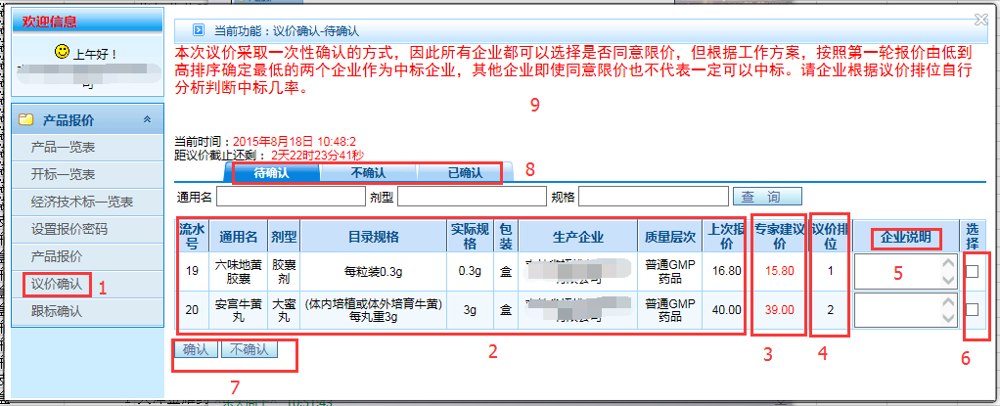 欢迎信息
上午好！
司
产品报价
产品一览表
开标一览表
经济技术标一览表
设置报价密码
产品报价
议价确认
1
跟标确认
当前功能：议价确认-待确认
本次议价采取一次性确认的方式，因此所有企业都可以选择是否同意限价，但根据工作方案，按照第一轮报价由低到
高排序确定最低的两个企业作为中标企业，其他企业即使同意限价也不代表一定可以中标。请企业根据议价排位自行
分析判断中标几率。
9
当前时间：2015年8月18日 10:48:2
距议价截止还剩： 2天22时23分41秒
待确认 不确认 已确认 8
通用名 剂型 规格 查 询
流水号 通用名 剂型 目录规格 实际规格 包装 生产企业 质量层次 上次报价 专家建议价 议价排位 企业说明 选择
19 六味地黄胶囊 胶囊剂 每粒装0.3g 0.3g 盒 有限公司 普通GMP药品 16.80 15.80 1 5
20 安宫牛黄丸 大蜜丸 (体内培植或体外培育牛黄)每丸重3g 3g 盒 有限公司 普通GMP药品 40.00 39.00 2
确认 不确认
7
2
3
4
6